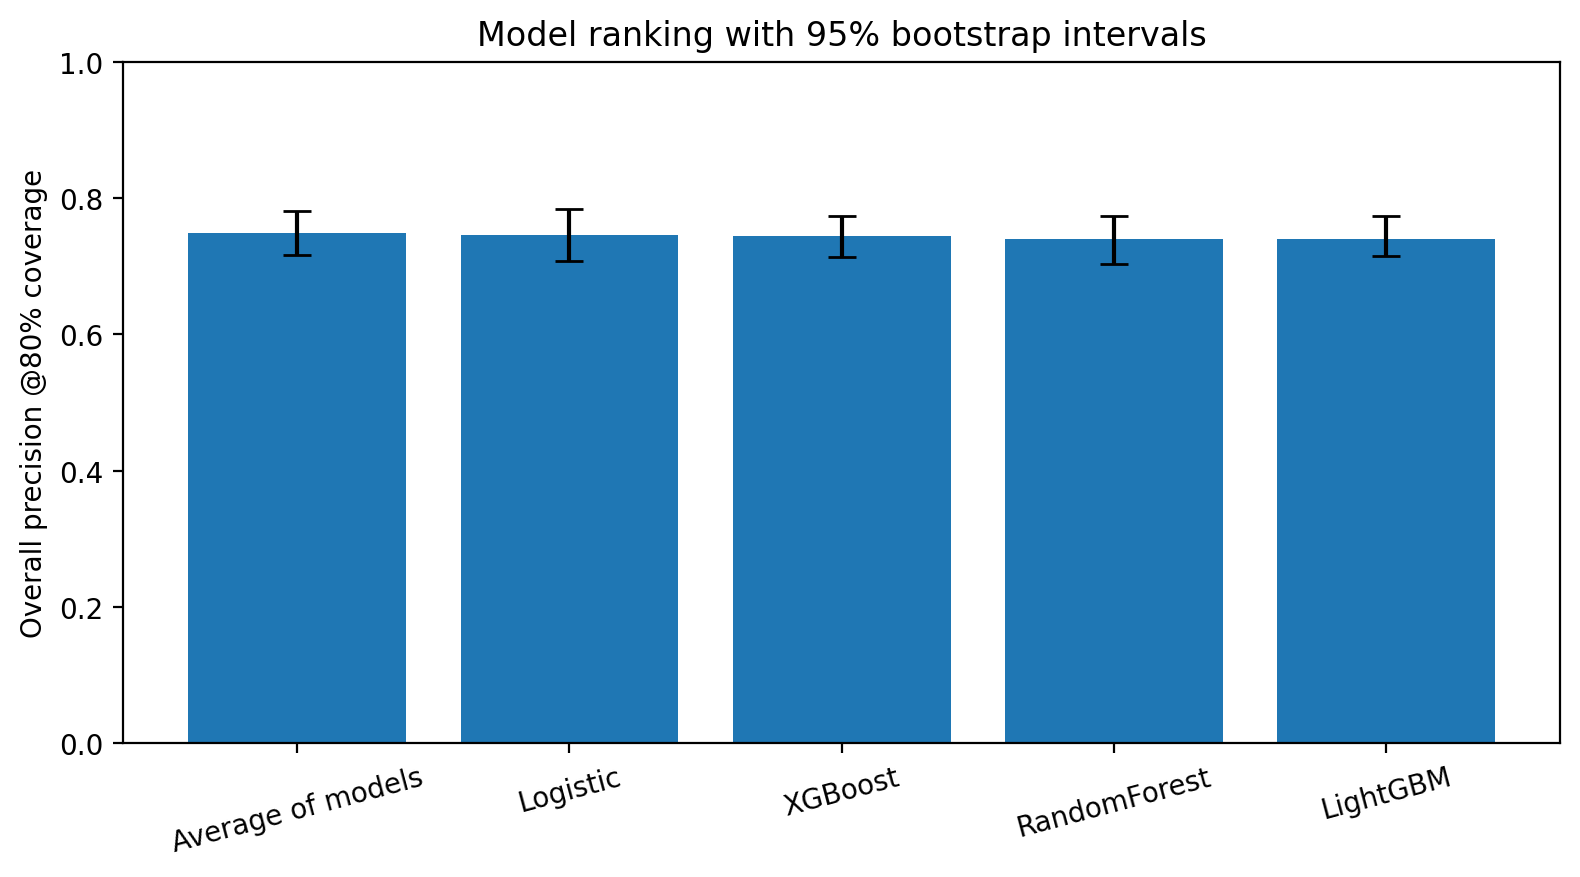 Model ranking with 95% bootstrap intervals
Overall precision @80% coverage
1.0
0.8
0.6
0.4
0.2
0.0
Average of models
Logistic
XGBoost
RandomForest
LightGBM